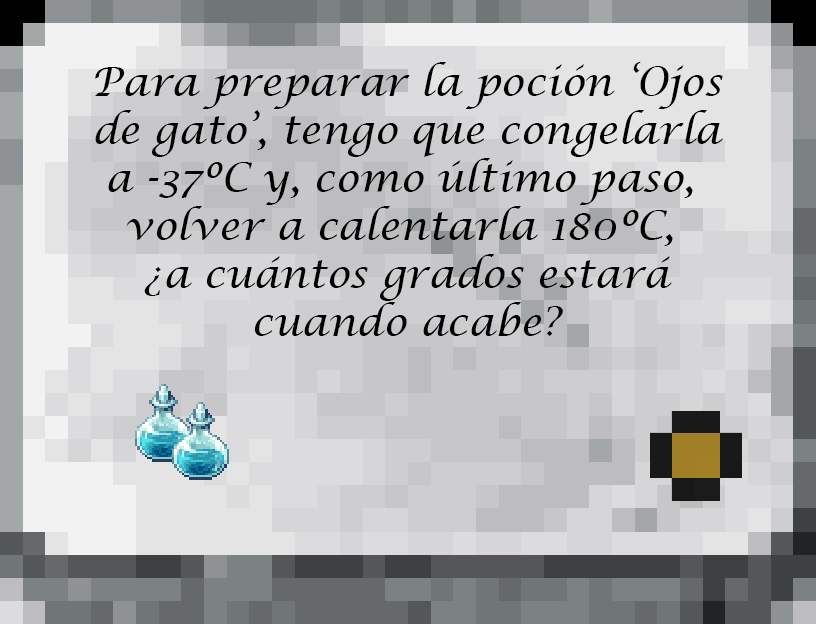 Para preparar la poción ‘Ojos
de gato’, tengo que congelarla
a -37ºC y, como último paso,
volver a calentarla 180ºC,
¿a cuántos grados estará
cuando acabe?